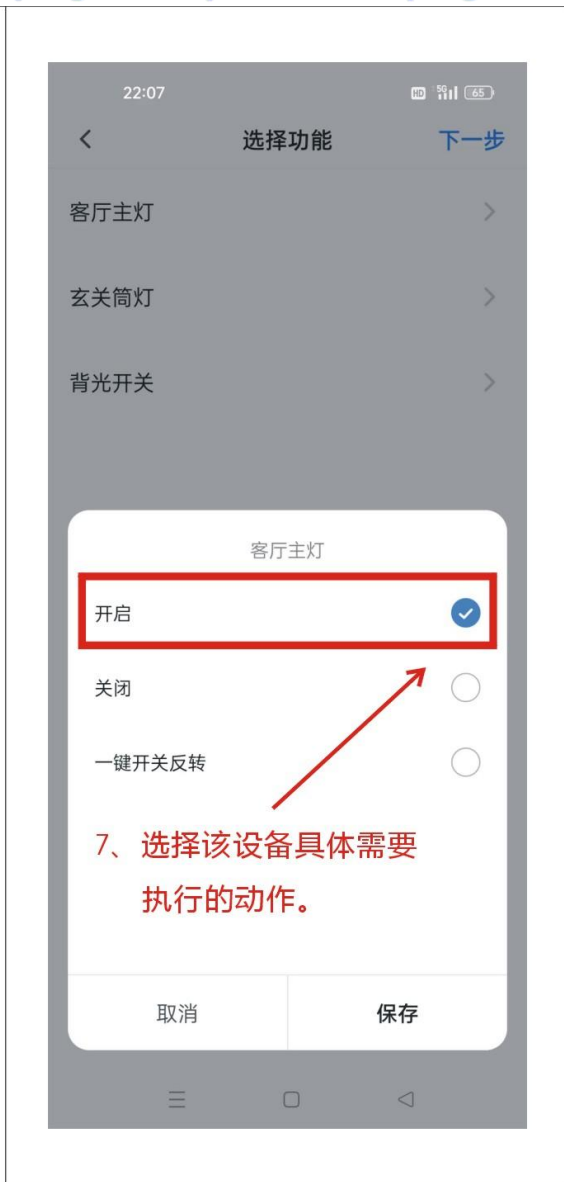 22:07
HD 5G 65
选择功能
下一步
客厅主灯
玄关筒灯
背光开关
客厅主灯
开启
关闭
一键开关反转
7、选择该设备具体需要
执行的动作。
取消
保存